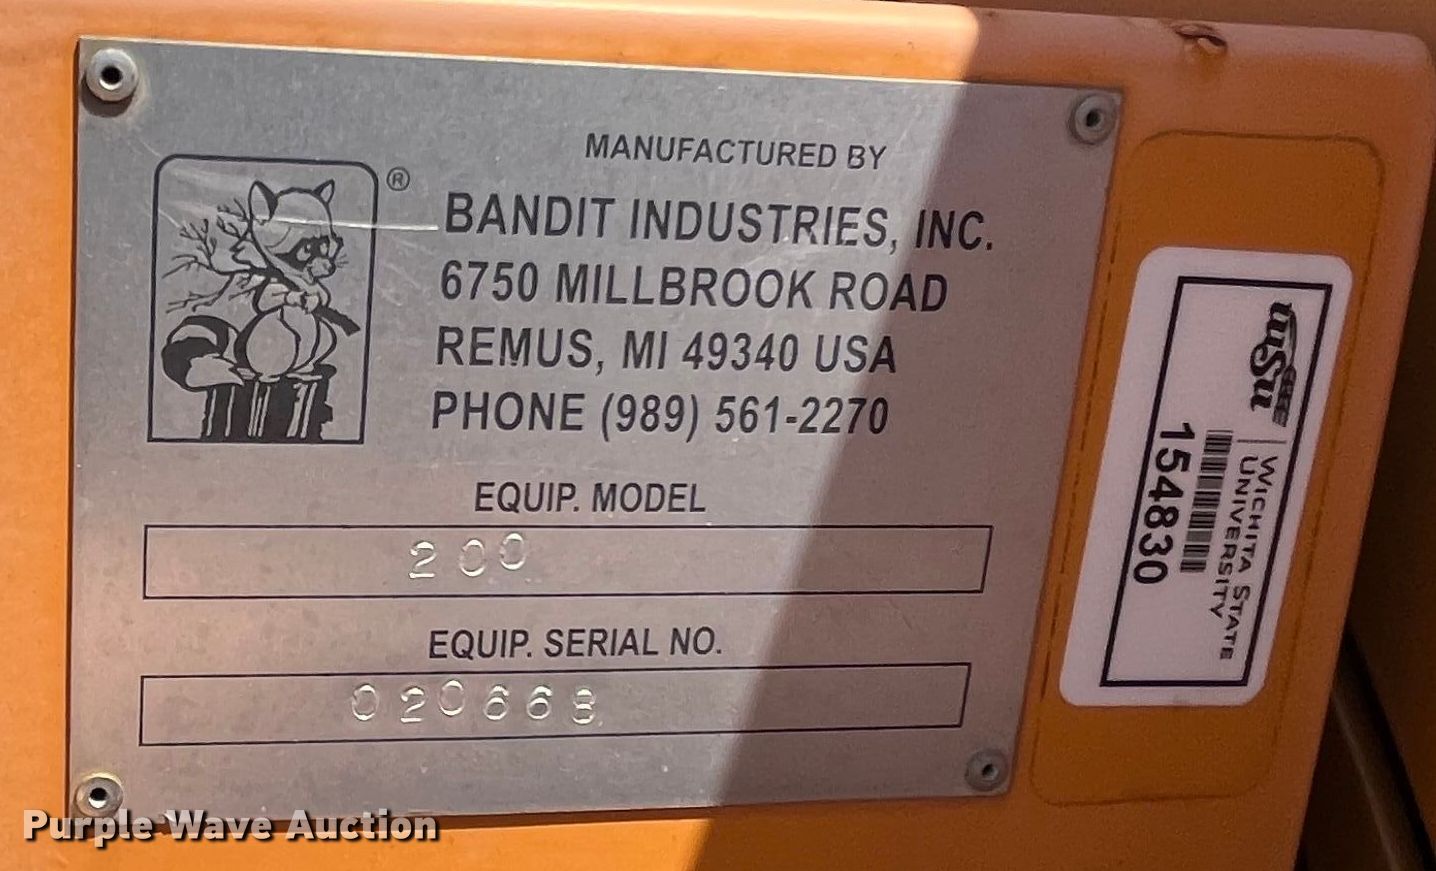 MANUFACTURED BY
®
BANDIT INDUSTRIES, INC.
6750 MILLBROOK ROAD
REMUS, MI 49340 USA
PHONE (989) 561-2270
EQUIP. MODEL
200
EQUIP. SERIAL NO.
020668
WSU
WICHITA STATE
UNIVERSITY
154830
Purple Wave Auction